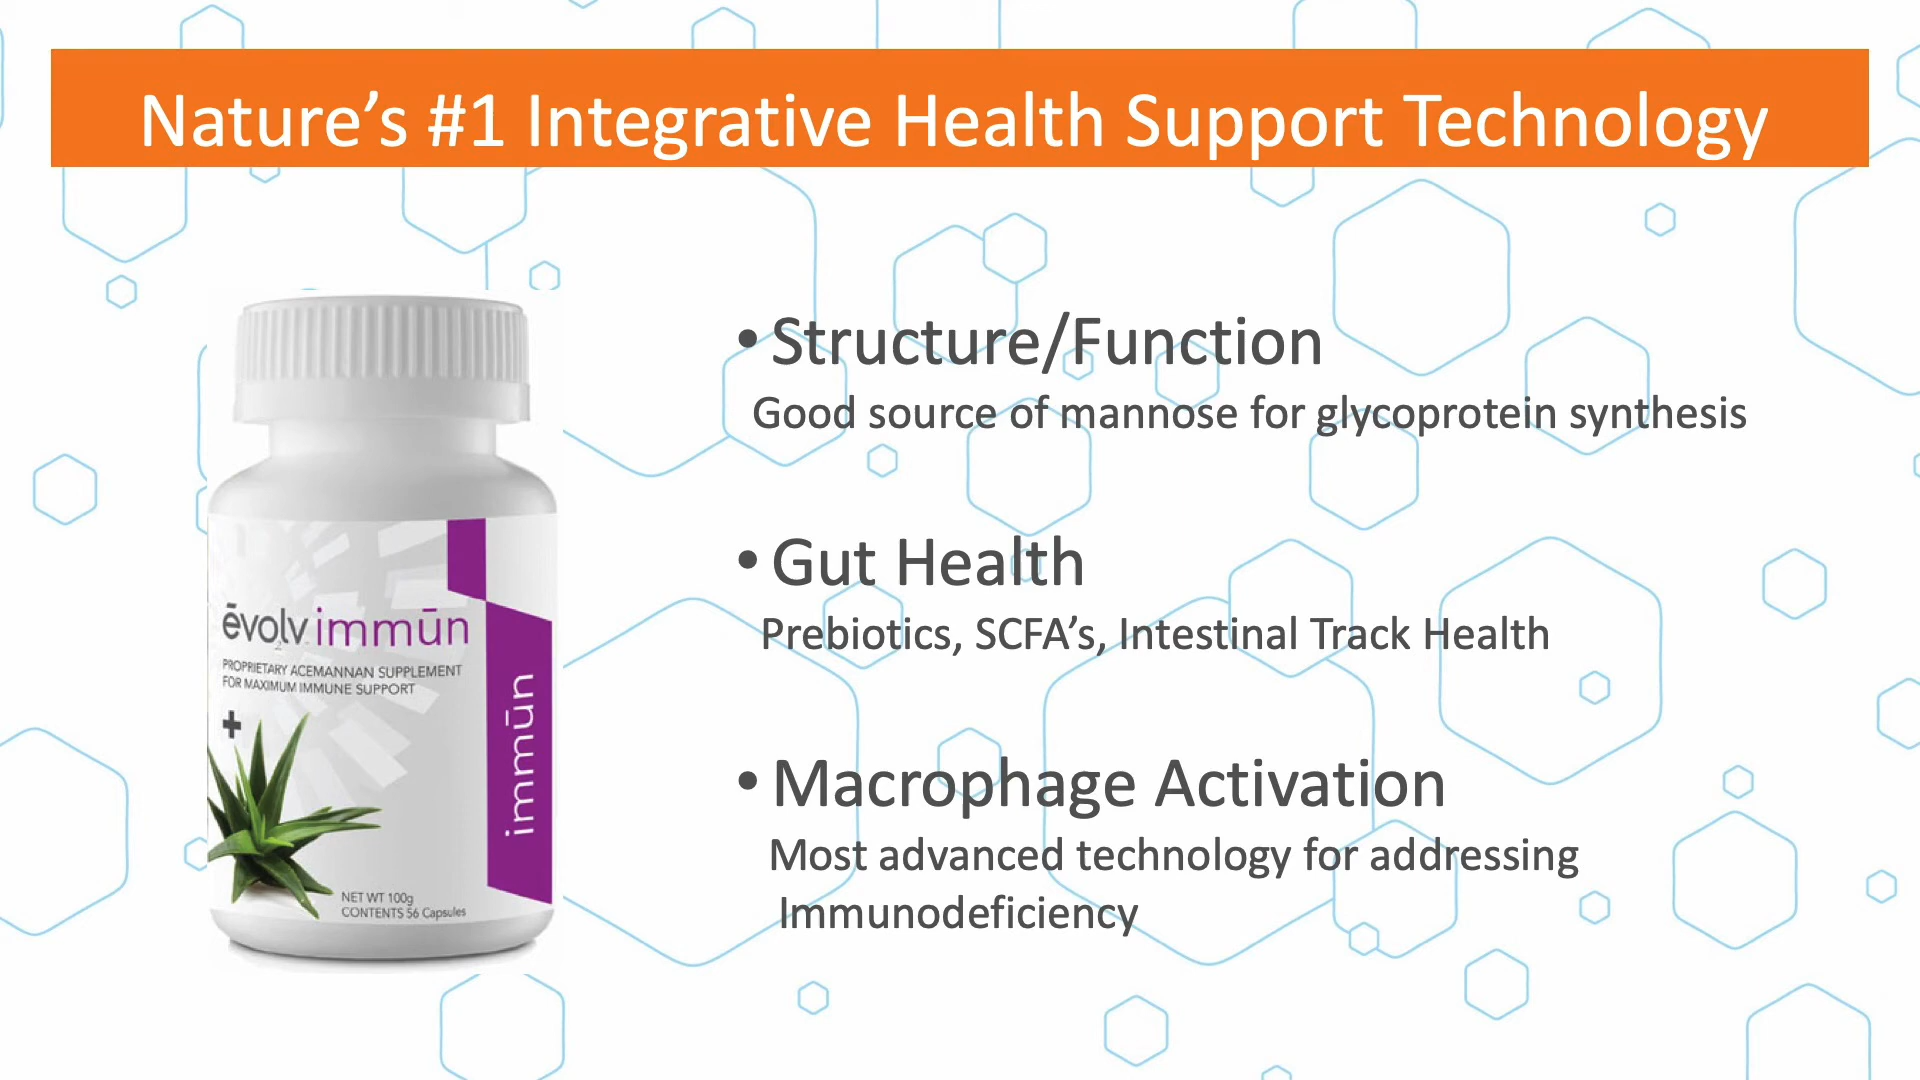 Nature’s #1 Integrative Health Support Technology
• Structure/Function
Good source of mannose for glycoprotein synthesis
• Gut Health
Prebiotics, SCFA’s, Intestinal Track Health
• Macrophage Activation
Most advanced technology for addressing
Immunodeficiency
ēvolv immūn
PROPRIETARY ACEMANNAN SUPPLEMENT
FOR MAXIMUM IMMUNE SUPPORT
+
immūn
NET WT 100g
CONTENTS 56 Capsules